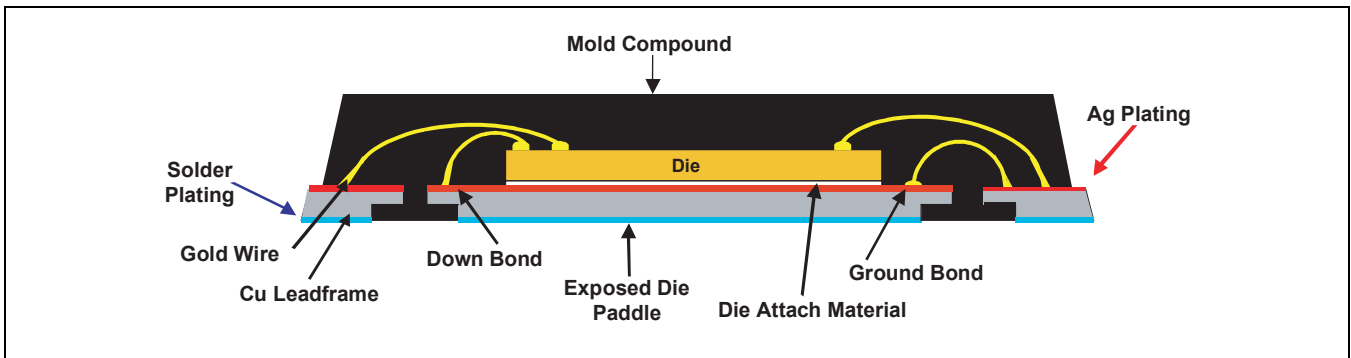 Mold Compound
Ag Plating
Die
Solder
Plating
Gold Wire
Down Bond
Ground Bond
Cu Leadframe
Exposed Die
Paddle
Die Attach Material